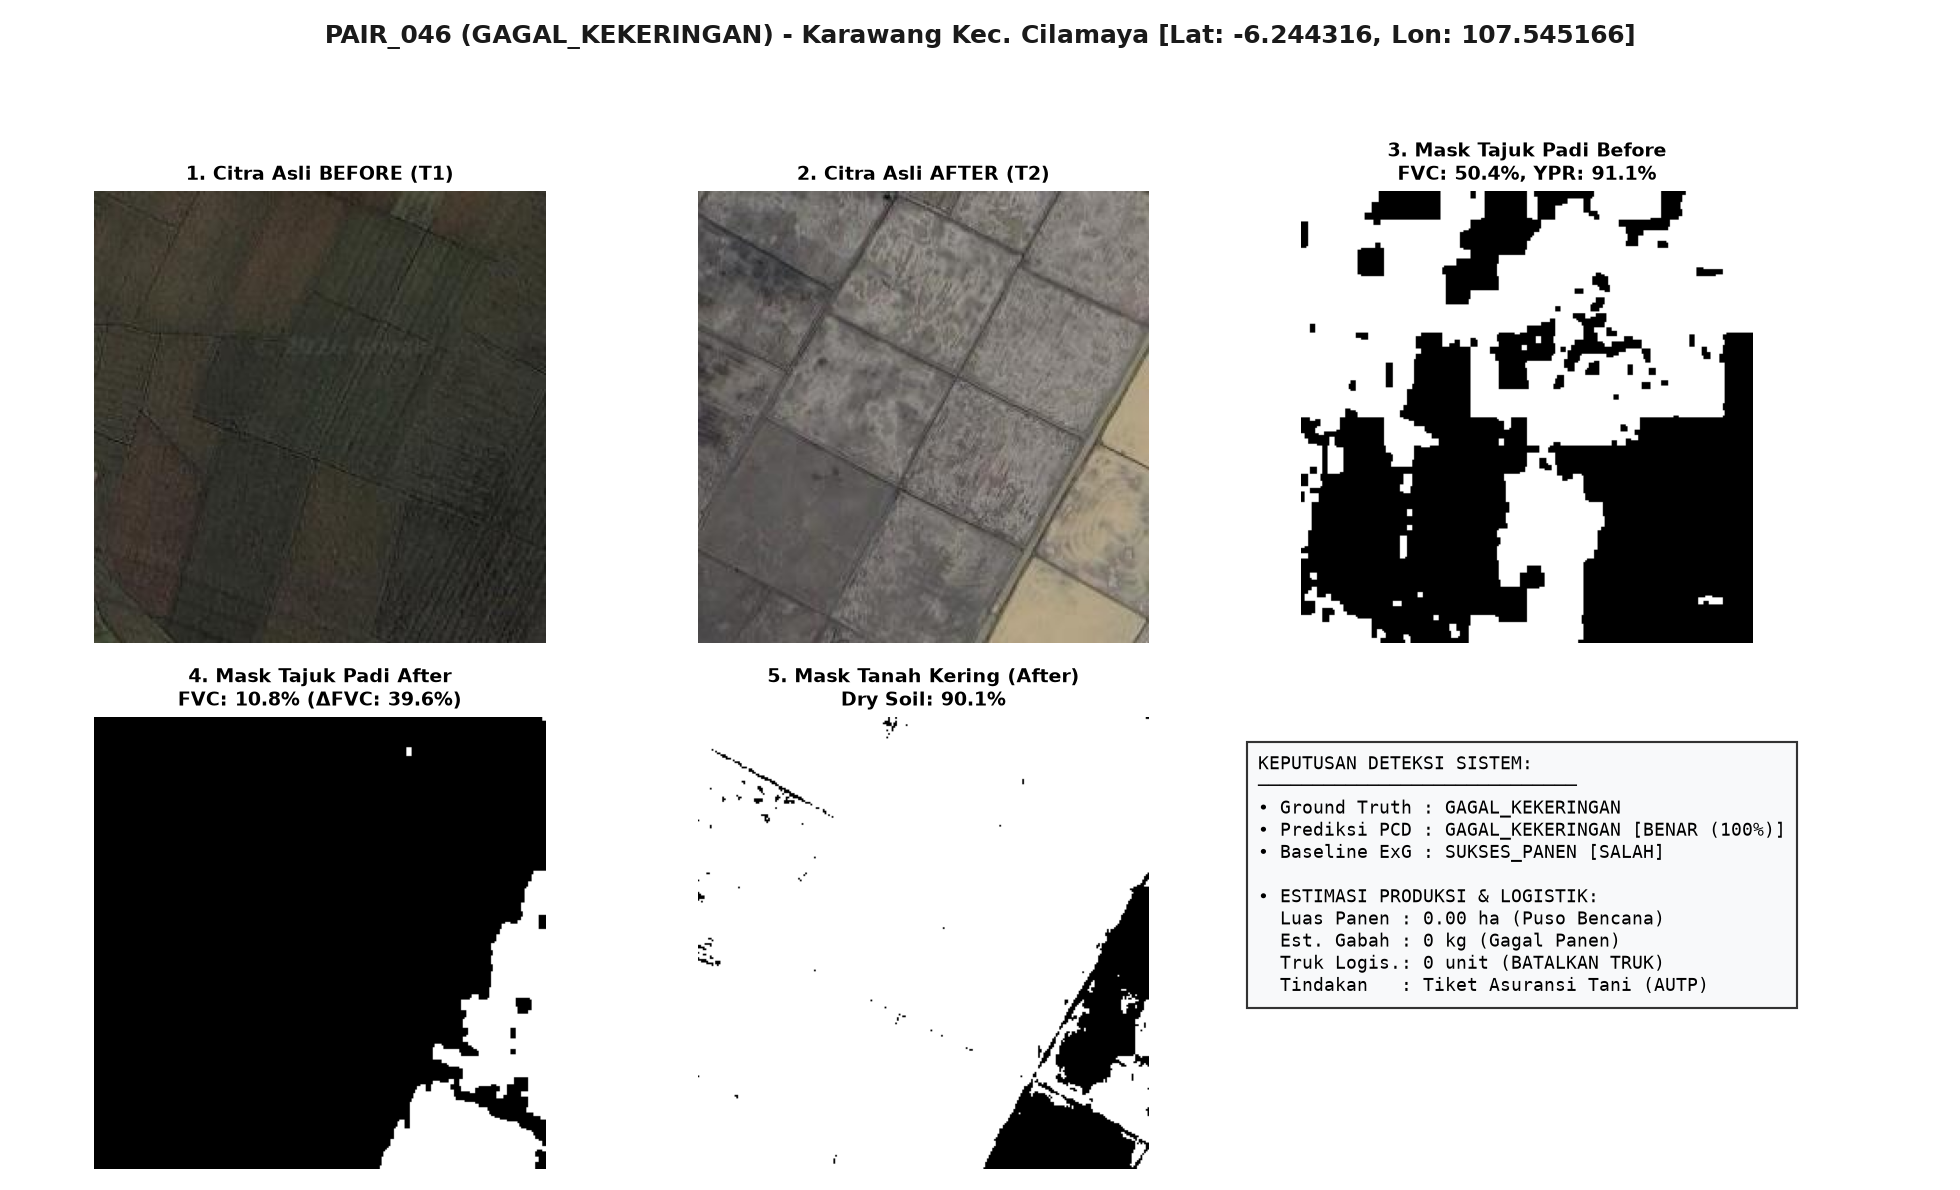 PAIR_046 (GAGAL_KEKERINGAN) - Karawang Kec. Cilamaya [Lat: -6.244316, Lon: 107.545166]
1. Citra Asli BEFORE (T1)
2. Citra Asli AFTER (T2)
3. Mask Tajuk Padi Before
FVC: 50.4%, YPR: 91.1%
4. Mask Tajuk Padi After
FVC: 10.8% (ΔFVC: 39.6%)
5. Mask Tanah Kering (After)
Dry Soil: 90.1%
KEPUTUSAN DETEKSI SISTEM:
• Ground Truth : GAGAL_KEKERINGAN
• Prediksi PCD : GAGAL_KEKERINGAN [BENAR (100%)]
• Baseline ExG : SUKSES_PANEN [SALAH]
• ESTIMASI PRODUKSI & LOGISTIK:
Luas Panen : 0.00 ha (Puso Bencana)
Est. Gabah : 0 kg (Gagal Panen)
Truk Logis.: 0 unit (BATALKAN TRUK)
Tindakan   : Tiket Asuransi Tani (AUTP)